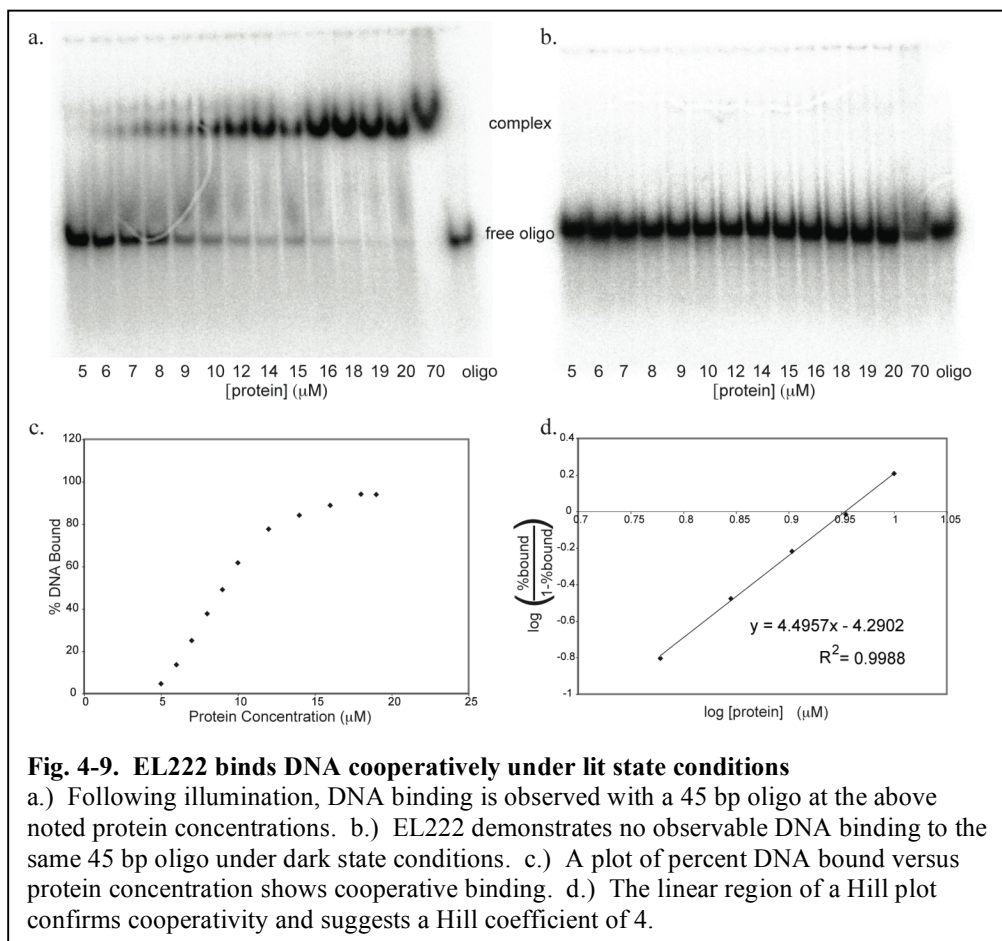 a.
b.
complex
free oligo
5 6 7 8 9 10 12 14 15 16 18 19 20 70 oligo
[protein] (μM)
5 6 7 8 9 10 12 14 15 16 18 19 20 70 oligo
[protein] (μM)
c.
120
100
80
60
40
20
0
% DNA Bound
0 5 10 15 20 25
Protein Concentration (μM)
d.
0.4
0.2
0
-0.2
-0.4
-0.6
-0.8
-1
0.7 0.75 0.8 0.85 0.9 0.95 1 1.05
log (%bound / 1-%bound)
y = 4.4957x - 4.2902
R² = 0.9988
log [protein] (μM)
Fig. 4-9. EL222 binds DNA cooperatively under lit state conditions
a.) Following illumination, DNA binding is observed with a 45 bp oligo at the above
noted protein concentrations. b.) EL222 demonstrates no observable DNA binding to the
same 45 bp oligo under dark state conditions. c.) A plot of percent DNA bound versus
protein concentration shows cooperative binding. d.) The linear region of a Hill plot
confirms cooperativity and suggests a Hill coefficient of 4.